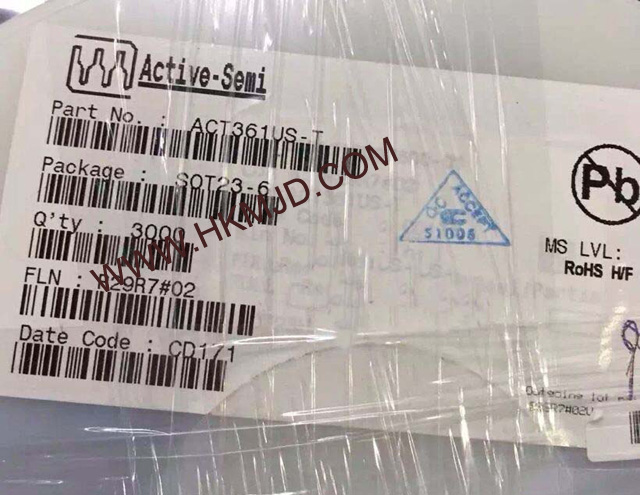 Active-Semi
Part No. : ACT361US-T
Package : SOT23-6
Q'ty : 3000
FLN : 29R7#02
Date Code : CD171
WWW.HKMJD.COM
QC ACCEPT
S1006
Pb
MS LVL:
RoHS H/F